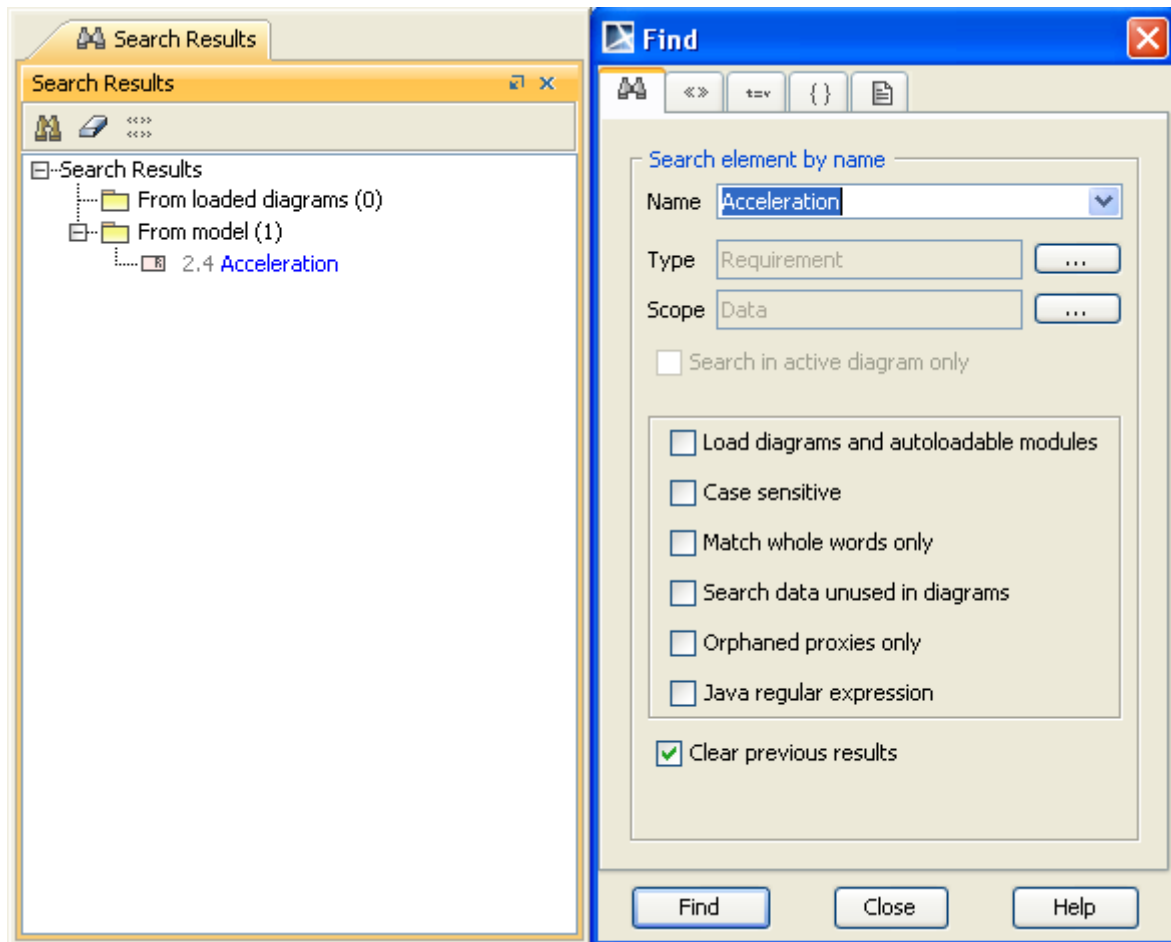 Search Results
Search Results
Search Results
From loaded diagrams (0)
From model (1)
R 2.4 Acceleration
Find
«» t=v { }
Search element by name
Name Acceleration
Type Requirement ...
Scope Data ...
Search in active diagram only
Load diagrams and autoloadable modules
Case sensitive
Match whole words only
Search data unused in diagrams
Orphaned proxies only
Java regular expression
Clear previous results
Find Close Help